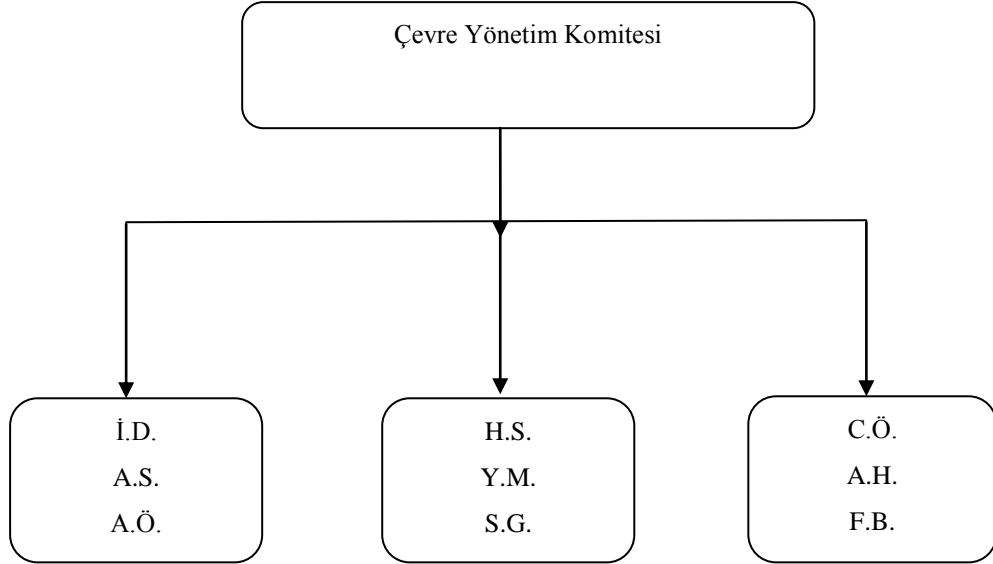 Çevre Yönetim Komitesi
İ.D.
A.S.
A.Ö.
H.S.
Y.M.
S.G.
C.Ö.
A.H.
F.B.